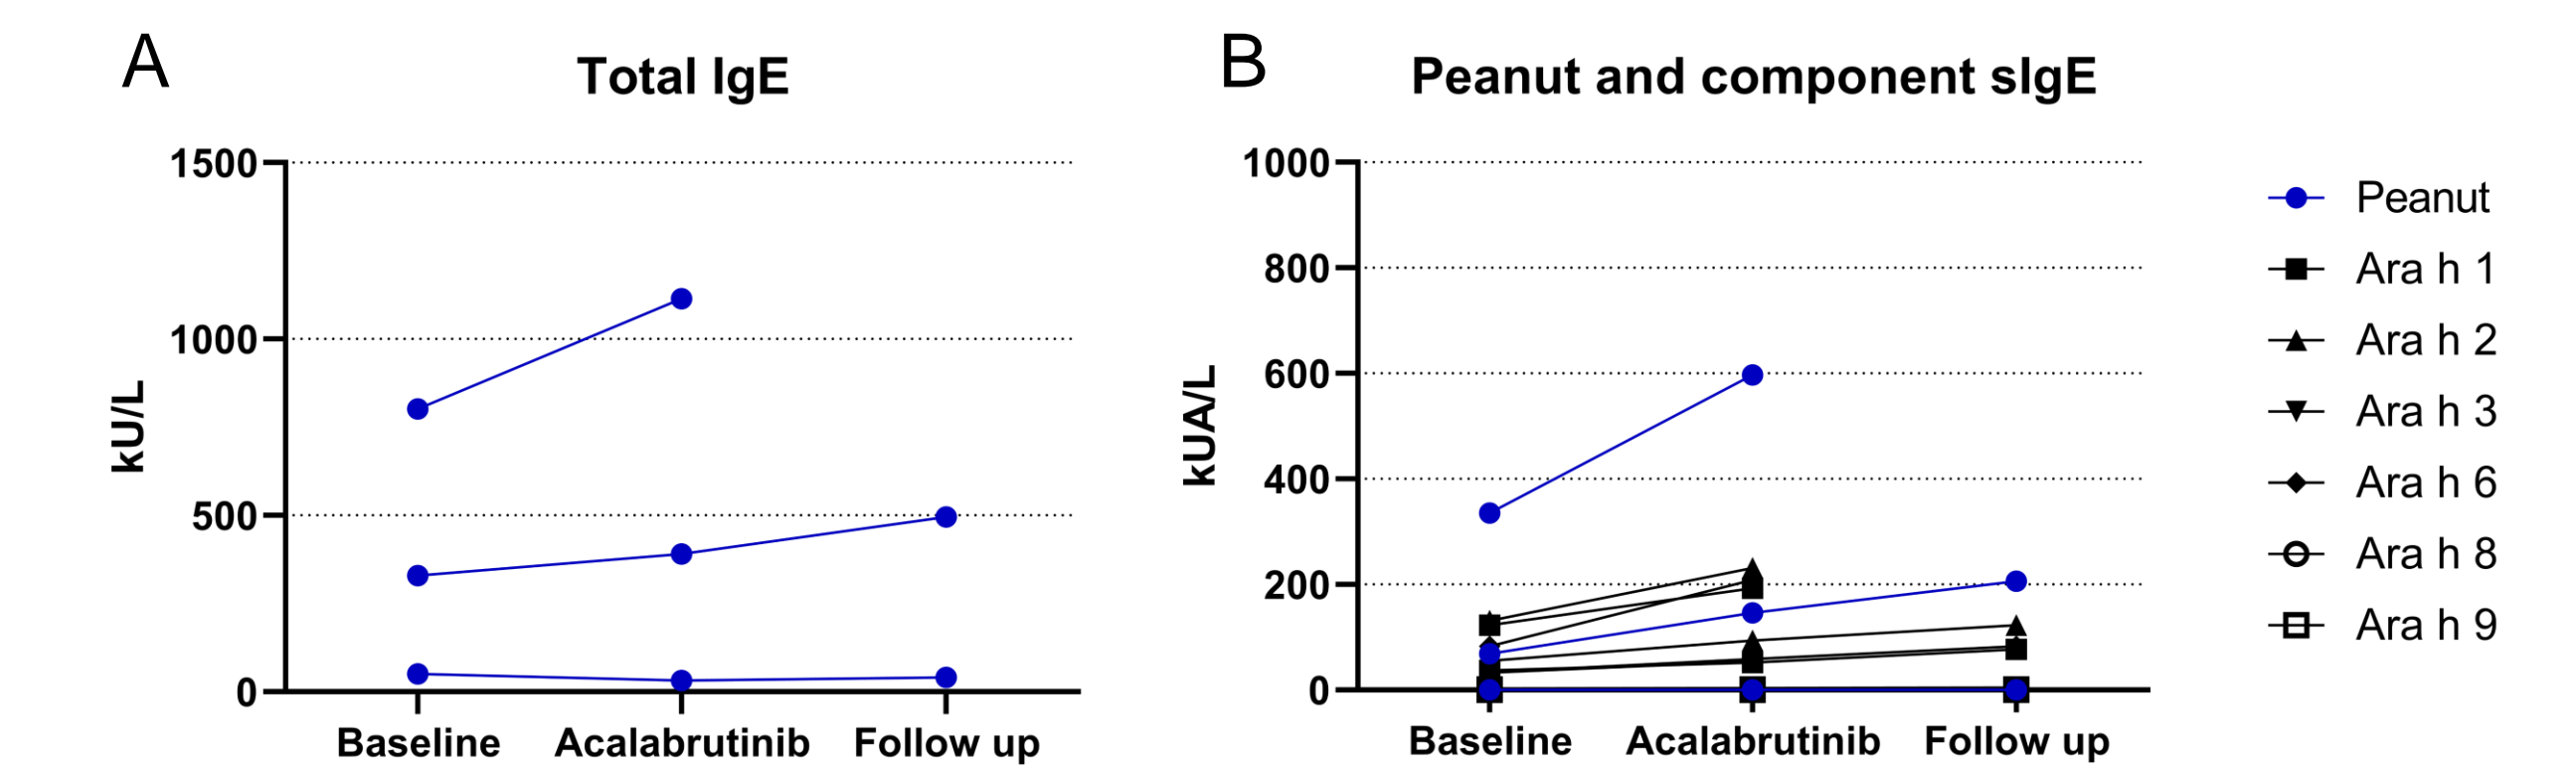 A
Total IgE
kU/L
1500
1000
500
0
Baseline
Acalabrutinib
Follow up
B
Peanut and component sIgE
kUA/L
1000
800
600
400
200
0
Baseline
Acalabrutinib
Follow up
Peanut
Ara h 1
Ara h 2
Ara h 3
Ara h 6
Ara h 8
Ara h 9